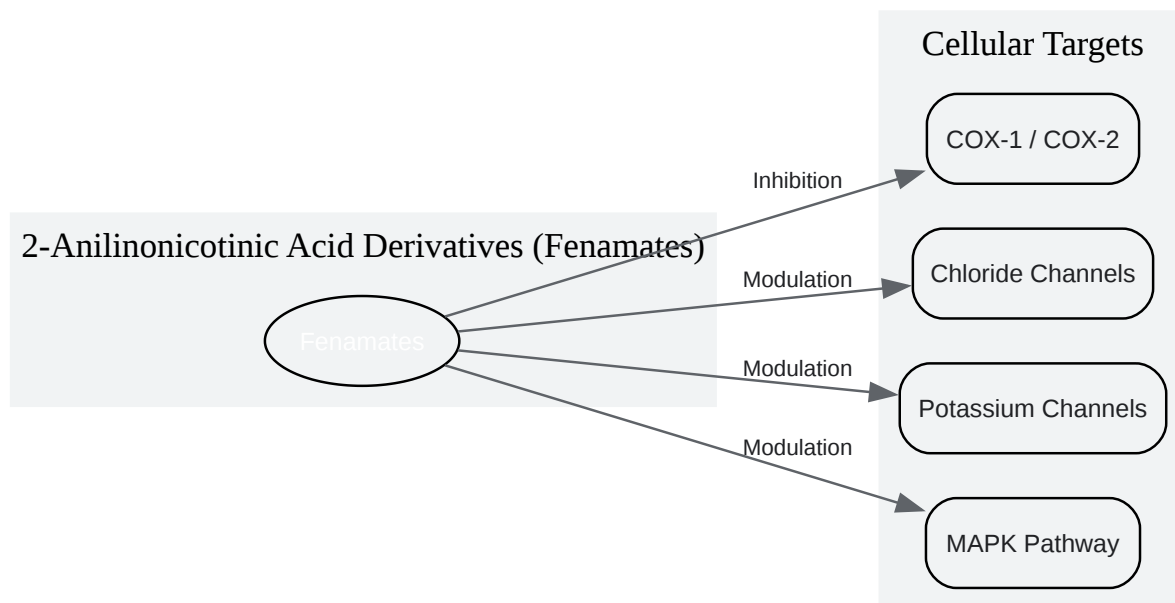 Cellular Targets
COX-1 / COX-2
Inhibition
2-Anilinonicotinic Acid Derivatives (Fenamates)
Chloride Channels
Modulation
Fenamates
Modulation
Potassium Channels
Modulation
MAPK Pathway